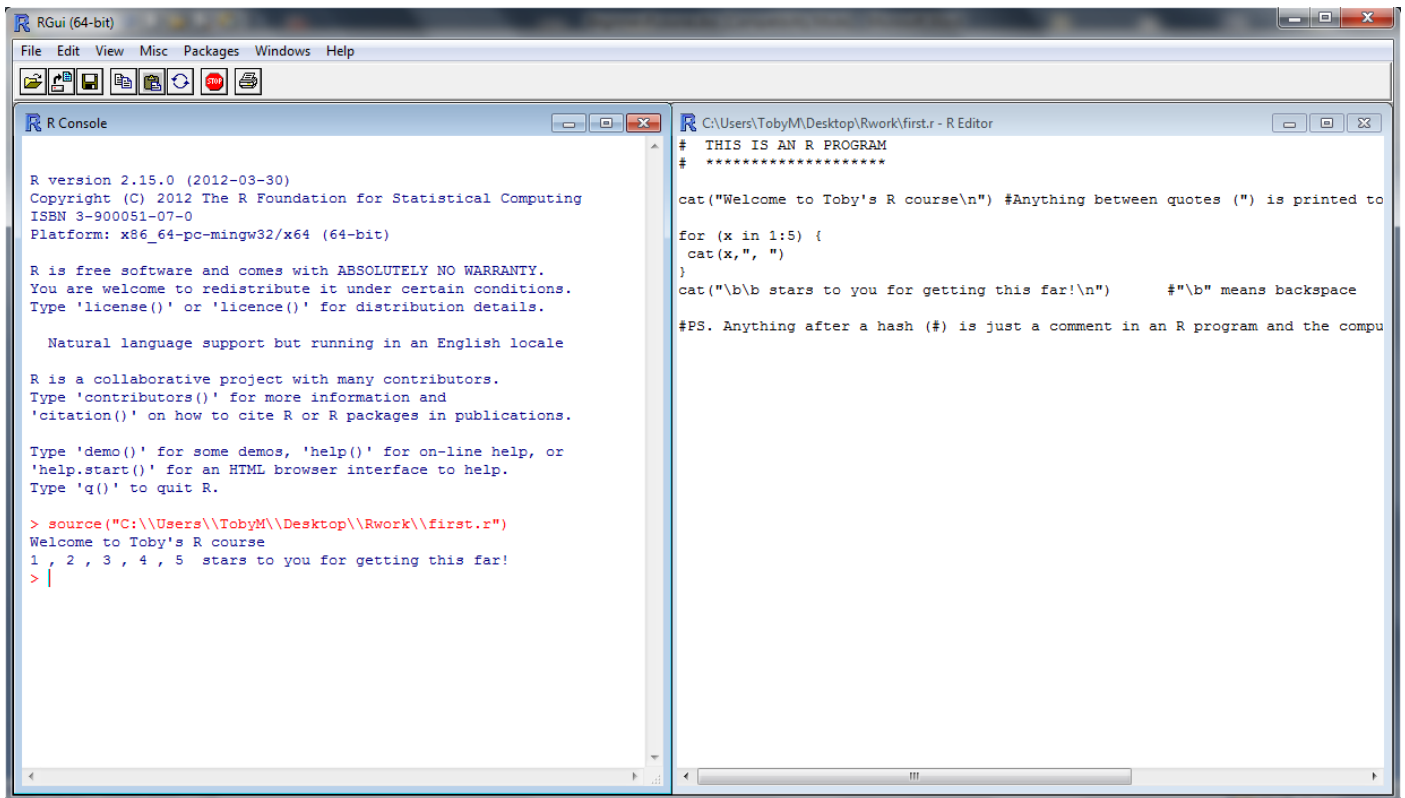 RGui (64-bit)
File Edit View Misc Packages Windows Help
STOP
R Console
R version 2.15.0 (2012-03-30)
Copyright (C) 2012 The R Foundation for Statistical Computing
ISBN 3-900051-07-0
Platform: x86_64-pc-mingw32/x64 (64-bit)
R is free software and comes with ABSOLUTELY NO WARRANTY.
You are welcome to redistribute it under certain conditions.
Type 'license()' or 'licence()' for distribution details.
Natural language support but running in an English locale
R is a collaborative project with many contributors.
Type 'contributors()' for more information and
'citation()' on how to cite R or R packages in publications.
Type 'demo()' for some demos, 'help()' for on-line help, or
'help.start()' for an HTML browser interface to help.
Type 'q()' to quit R.
> source("C:\\Users\\TobyM\\Desktop\\Rwork\\first.r")
Welcome to Toby's R course
1 , 2 , 3 , 4 , 5  stars to you for getting this far!
>
C:\Users\TobyM\Desktop\Rwork\first.r - R Editor
#  THIS IS AN R PROGRAM
#  ********************
cat("Welcome to Toby's R course\n") #Anything between quotes (") is printed to
for (x in 1:5) {
cat(x,", ")
}
cat("\b\b stars to you for getting this far!\n")      #"\b" means backspace
#PS. Anything after a hash (#) is just a comment in an R program and the compu